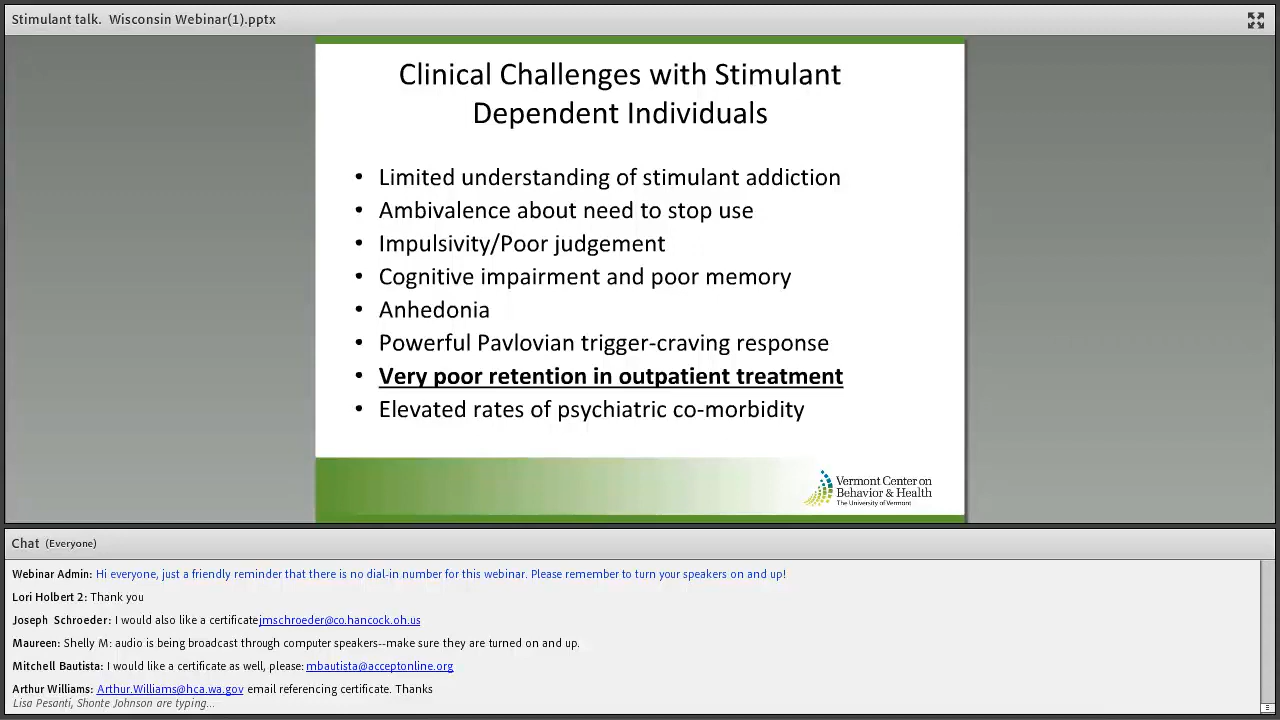 Stimulant talk.  Wisconsin Webinar(1).pptx
Clinical Challenges with Stimulant
Dependent Individuals
• Limited understanding of stimulant addiction
• Ambivalence about need to stop use
• Impulsivity/Poor judgement
• Cognitive impairment and poor memory
• Anhedonia
• Powerful Pavlovian trigger-craving response
• Very poor retention in outpatient treatment
• Elevated rates of psychiatric co-morbidity
Vermont Center on
Behavior & Health
The University of Vermont
Chat (Everyone)
Webinar Admin: Hi everyone, just a friendly reminder that there is no dial-in number for this webinar. Please remember to turn your speakers on and up!
Lori Holbert 2: Thank you
Joseph Schroeder: I would also like a certificatejmschroeder@co.hancock.oh.us
Maureen: Shelly M: audio is being broadcast through computer speakers--make sure they are turned on and up.
Mitchell Bautista: I would like a certificate as well, please: mbautista@acceptonline.org
Arthur Williams: Arthur.Williams@hca.wa.gov email referencing certificate. Thanks
Lisa Pesanti, Shonte Johnson are typing...